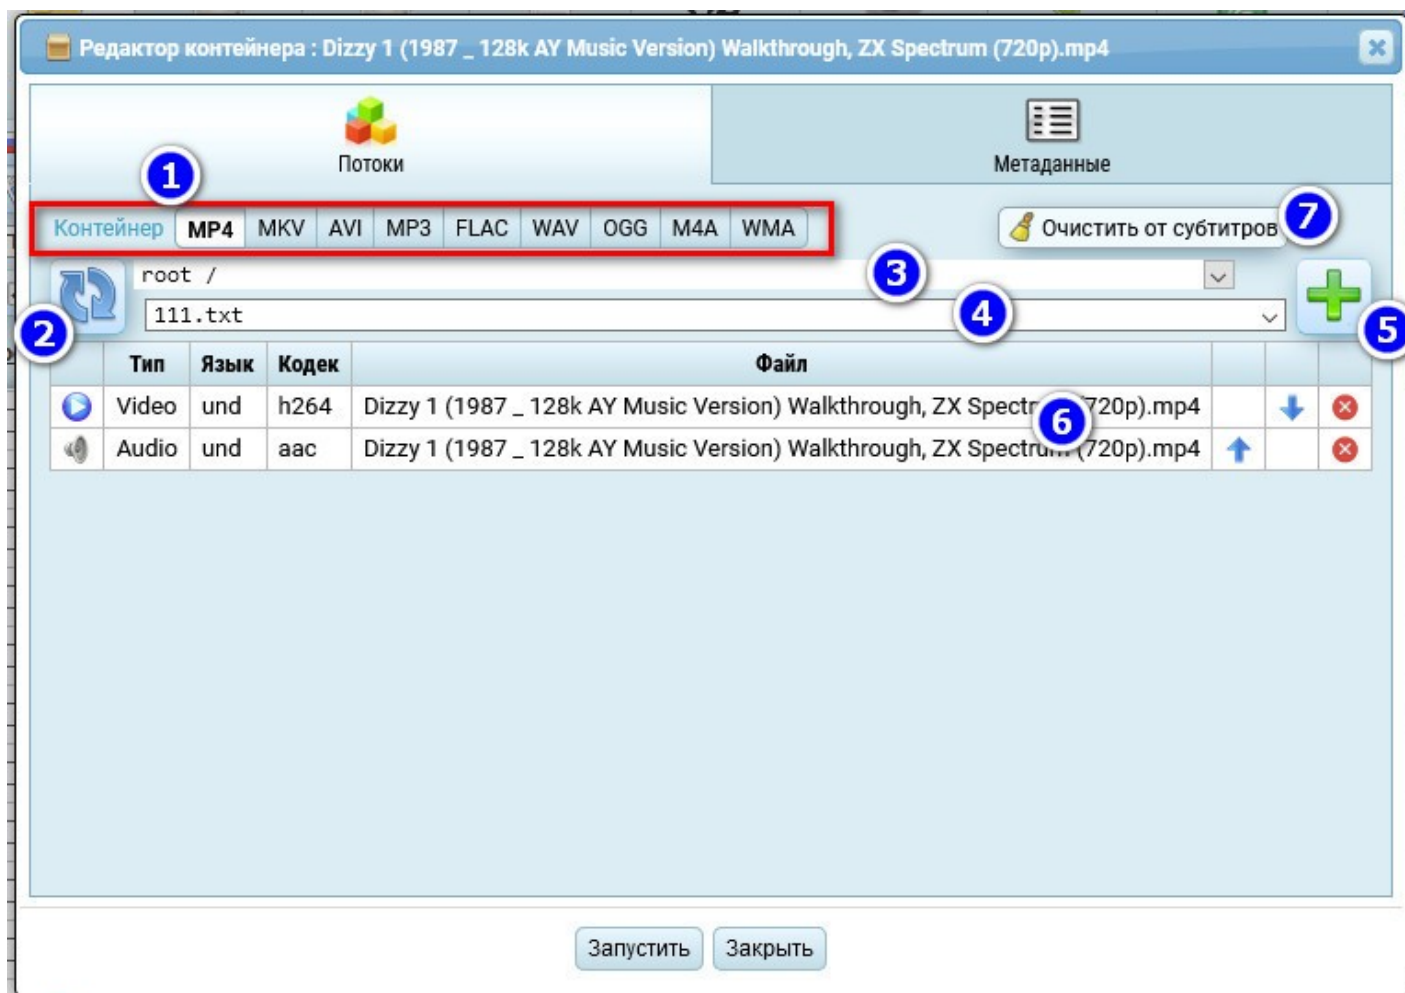 Редактор контейнера : Dizzy 1 (1987 _ 128k AY Music Version) Walkthrough, ZX Spectrum (720p).mp4
Потоки
Метаданные
1
Контейнер MP4 MKV AVI MP3 FLAC WAV OGG M4A WMA
Очистить от субтитров
7
root /
3
2
111.txt
4
5
Тип Язык Кодек Файл
Video und h264 Dizzy 1 (1987 _ 128k AY Music Version) Walkthrough, ZX (720p).mp4
6
Audio und aac Dizzy 1 (1987 _ 128k AY Music Version) Walkthrough, ZX Spectrum (720p).mp4
Запустить Закрыть